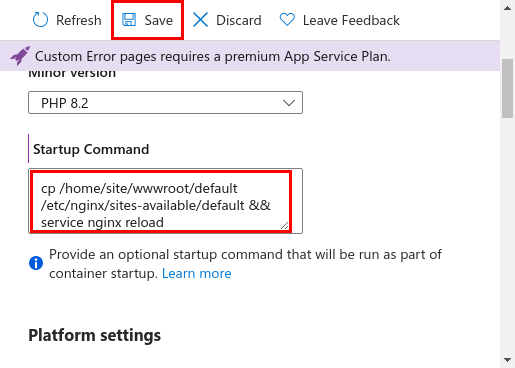 Refresh Save Discard Leave Feedback
Custom Error pages requires a premium App Service Plan.
Minor version
PHP 8.2
Startup Command
cp /home/site/wwwroot/default
/etc/nginx/sites-available/default &&
service nginx reload
Provide an optional startup command that will be run as part of
container startup. Learn more
Platform settings